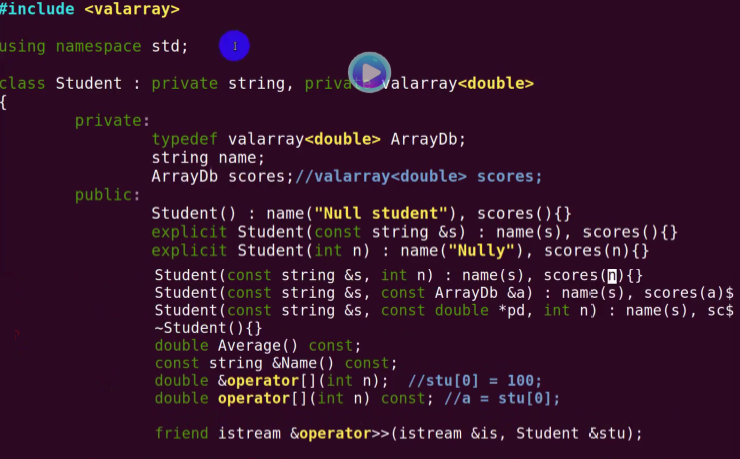 #include <valarray>
using namespace std;
class Student : private string, private valarray<double>
{
private:
typedef valarray<double> ArrayDb;
string name;
ArrayDb scores;//valarray<double> scores;
public:
Student() : name("Null student"), scores(){}
explicit Student(const string &s) : name(s), scores(){}
explicit Student(int n) : name("Nully"), scores(n){}
Student(const string &s, int n) : name(s), scores(n){}
Student(const string &s, const ArrayDb &a) : name(s), scores(a)$
Student(const string &s, const double *pd, int n) : name(s), sc$
~Student(){}
double Average() const;
const string &Name() const;
double &operator[](int n);  //stu[0] = 100;
double operator[](int n) const; //a = stu[0];
friend istream &operator>>(istream &is, Student &stu);